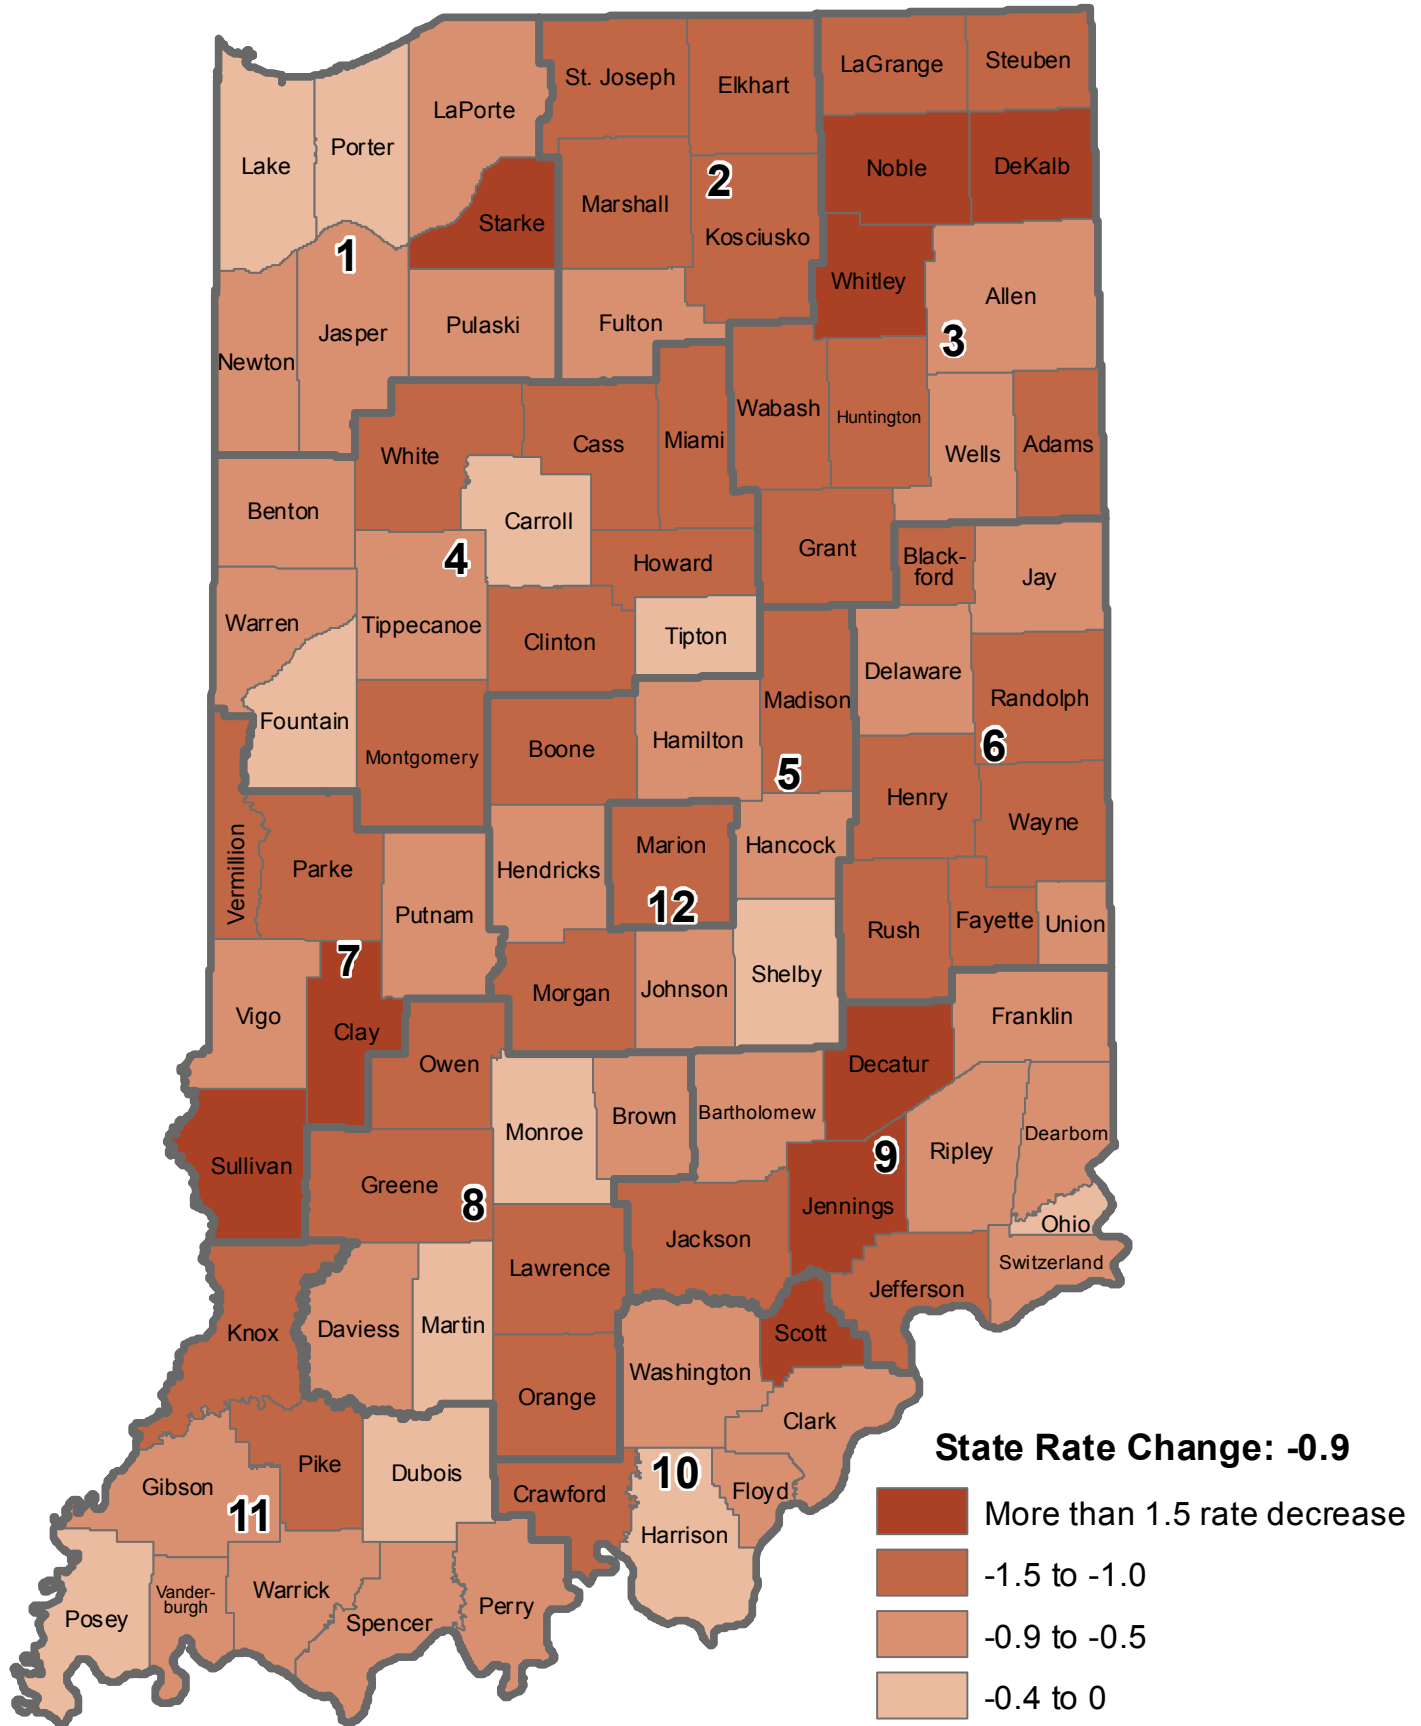 St. Joseph
Elkhart
LaGrange
Steuben
LaPorte
Porter
Lake
Noble
DeKalb
2
Marshall
Starke
Kosciusko
1
Whitley
Allen
Jasper
Pulaski
Fulton
3
Newton
Wabash
Huntington
White
Cass
Miami
Wells
Adams
Benton
Carroll
4
Howard
Grant
Black-
ford
Jay
Warren
Tippecanoe
Clinton
Tipton
Delaware
Fountain
Madison
Randolph
Montgomery
Boone
Hamilton
5
6
Henry
Wayne
Vermillion
Parke
Hendricks
Marion
Hancock
12
Putnam
Rush
Fayette
Union
7
Vigo
Clay
Morgan
Johnson
Shelby
Franklin
Owen
Decatur
Monroe
Brown
Bartholomew
Dearborn
Sullivan
Greene
8
9
Ripley
Jennings
Ohio
Jackson
Lawrence
Switzerland
Jefferson
Knox
Daviess
Martin
Scott
Washington
Orange
Clark
Gibson
Pike
Dubois
Crawford
10
Floyd
11
Harrison
Posey
Vander-
burgh
Warrick
Spencer
Perry
State Rate Change: -0.9
More than 1.5 rate decrease
-1.5 to -1.0
-0.9 to -0.5
-0.4 to 0